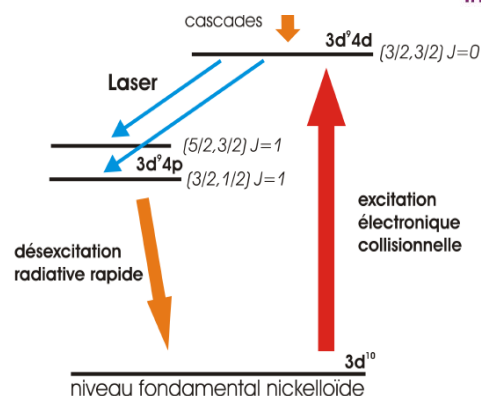 cascades
3d⁹4d
(3/2,3/2) J=0
Laser
(5/2,3/2) J=1
3d⁹4p
(3/2,1/2) J=1
excitation
électronique
collisionnelle
désexcitation
radiative rapide
3d¹⁰
niveau fondamental nickelloïde